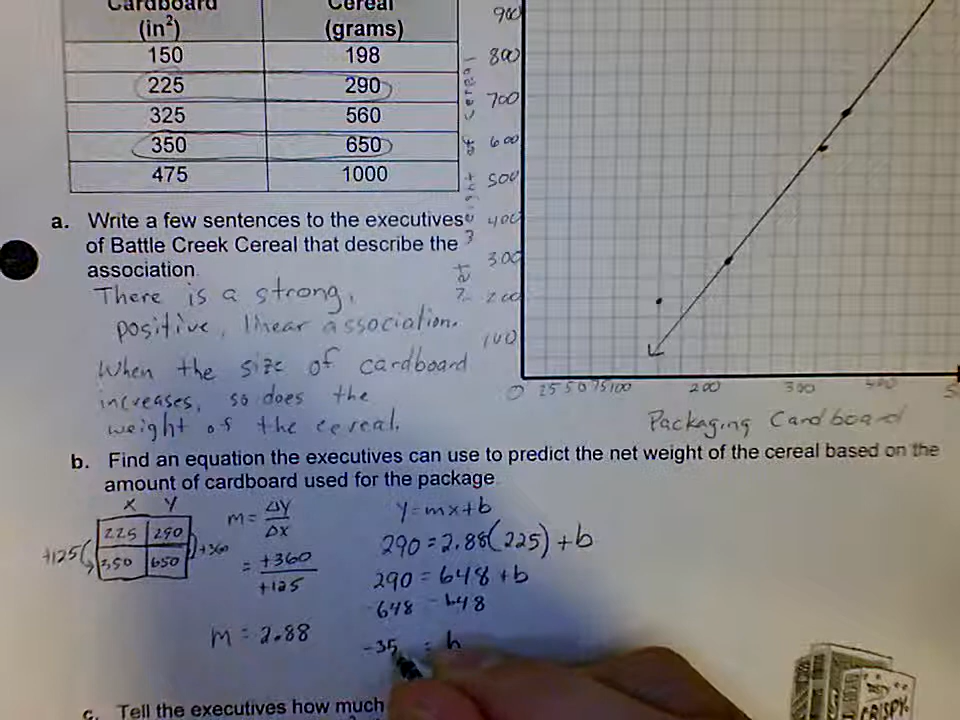 Cardboard Cereal
(in²) (grams)
150 198
225 290
325 560
350 650
475 1000
a. Write a few sentences to the executives
of Battle Creek Cereal that describe the
association.
There is a strong,
positive, linear association.
When the size of cardboard
increases, so does the
weight of the cereal.
900
800
700
600
500
400
300
200
100
0 25 50 75 100 200 300 400
weight of cereal
Packaging Cardboard
b. Find an equation the executives can use to predict the net weight of the cereal based on the
amount of cardboard used for the package
X Y
225 290
350 650
+125
+360
m = ΔY/ΔX
= +360/+125
m = 2.88
y = mx + b
290 = 2.88(225) + b
290 = 648 + b
-648 -648
-35 = b
c. Tell the executives how much
TASTY
CRISPY